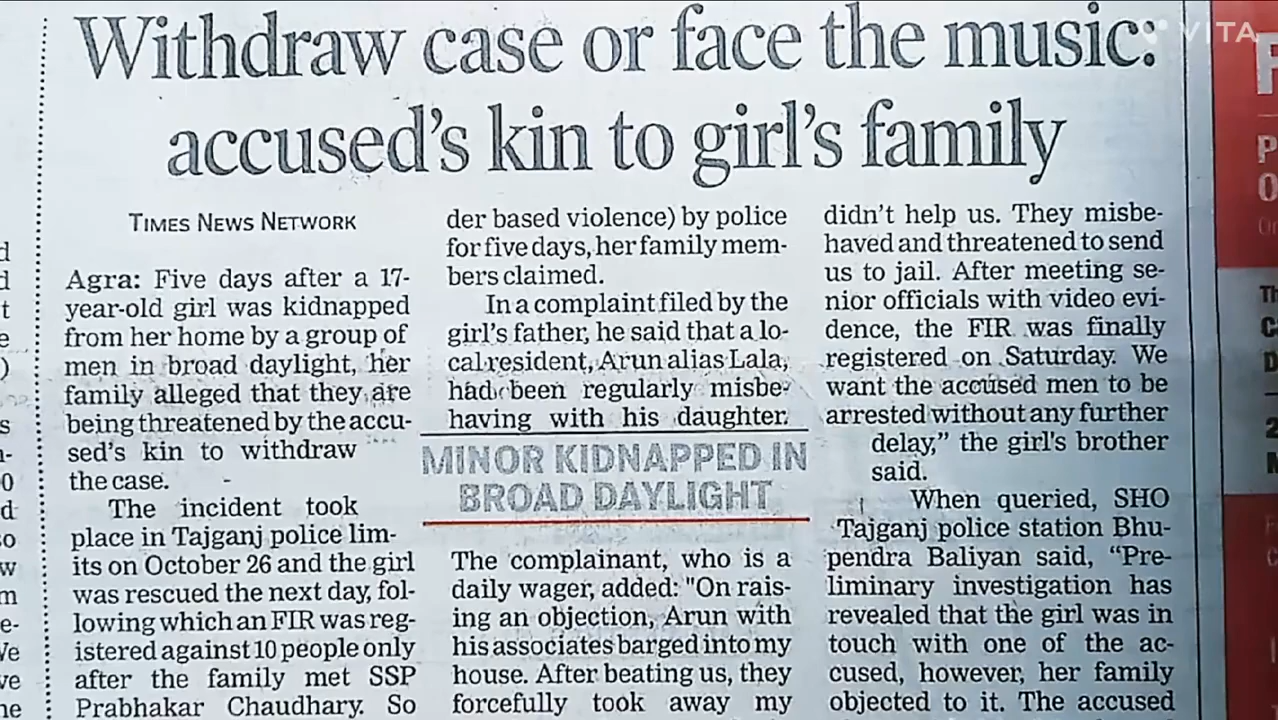 VITA
Withdraw case or face the music:
accused's kin to girl's family
TIMES NEWS NETWORK
Agra: Five days after a 17-
year-old girl was kidnapped
from her home by a group of
men in broad daylight, her
family alleged that they are
being threatened by the accu-
sed's kin to withdraw
the case.
The incident took
place in Tajganj police lim-
its on October 26 and the girl
was rescued the next day, fol-
lowing which an FIR was reg-
istered against 10 people only
after the family met SSP
Prabhakar Chaudhary. So
der based violence) by police
for five days, her family mem-
bers claimed.
In a complaint filed by the
girl's father, he said that a lo-
cal resident, Arun alias Lala,
had been regularly misbe-
having with his daughter.
MINOR KIDNAPPED IN
BROAD DAYLIGHT
The complainant, who is a
daily wager, added: "On rais-
ing an objection, Arun with
his associates barged into my
house. After beating us, they
forcefully took away my
didn't help us. They misbe-
haved and threatened to send
us to jail. After meeting se-
nior officials with video evi-
dence, the FIR was finally
registered on Saturday. We
want the accused men to be
arrested without any further
delay," the girl's brother
said.
When queried, SHO
Tajganj police station Bhu-
pendra Baliyan said, "Pre-
liminary investigation has
revealed that the girl was in
touch with one of the ac-
cused, however, her family
objected to it. The accused